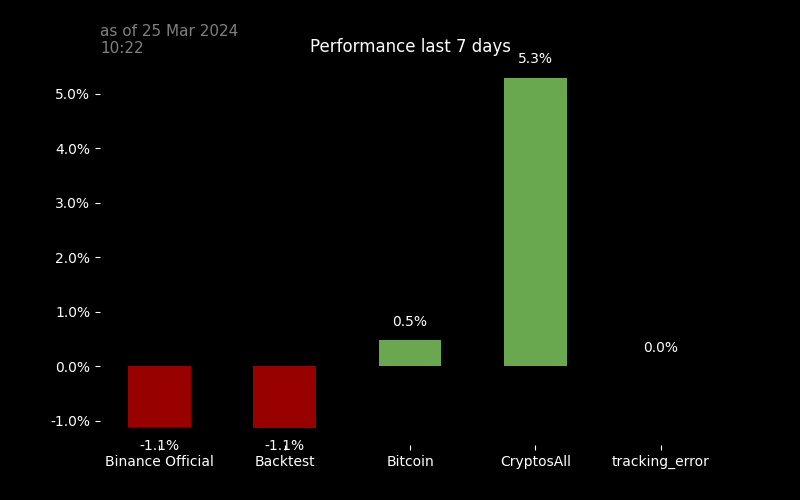 as of 25 Mar 2024
10:22
Performance last 7 days
5.3%
5.0%
4.0%
3.0%
2.0%
1.0%
0.5%
0.0%
0.0%
-1.0%
-1.1%
-1.1%
Binance Official
Backtest
Bitcoin
CryptosAll
tracking_error